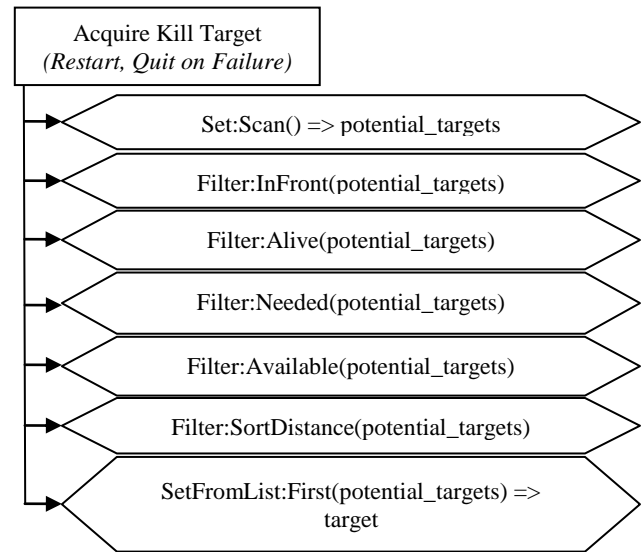 Acquire Kill Target
(Restart, Quit on Failure)
Set:Scan() => potential_targets
Filter:InFront(potential_targets)
Filter:Alive(potential_targets)
Filter:Needed(potential_targets)
Filter:Available(potential_targets)
Filter:SortDistance(potential_targets)
SetFromList:First(potential_targets) =>
target